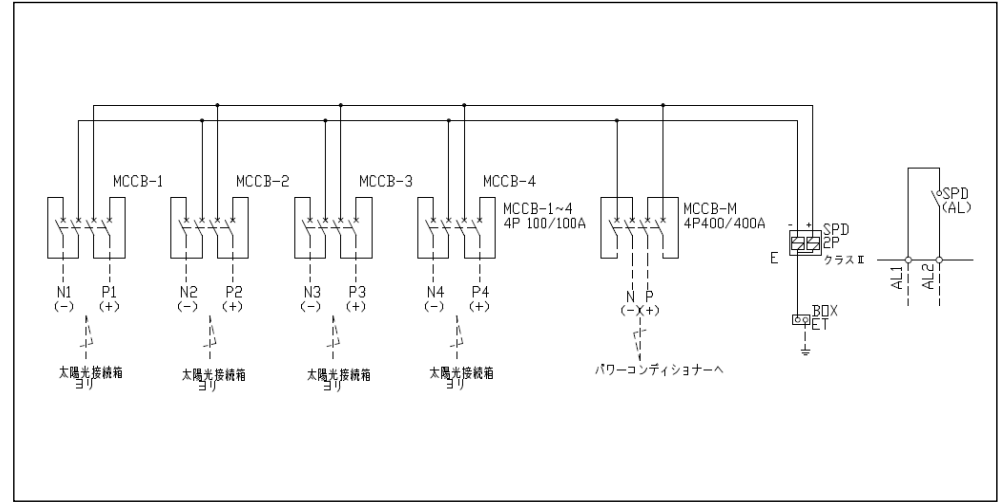 MCCB-1
MCCB-2
MCCB-3
MCCB-4
MCCB-1~4
4P 100/100A
MCCB-M
4P400/400A
- +
SPD
2P
E
クラスⅡ
SPD
(AL)
AL1
AL2
N1
(-)
P1
(+)
N2
(-)
P2
(+)
N3
(-)
P3
(+)
N4
(-)
P4
(+)
N P
(-)(+)
BOX
ET
太陽光接続箱
ヨリ
太陽光接続箱
ヨリ
太陽光接続箱
ヨリ
太陽光接続箱
ヨリ
パワーコンディショナーへ